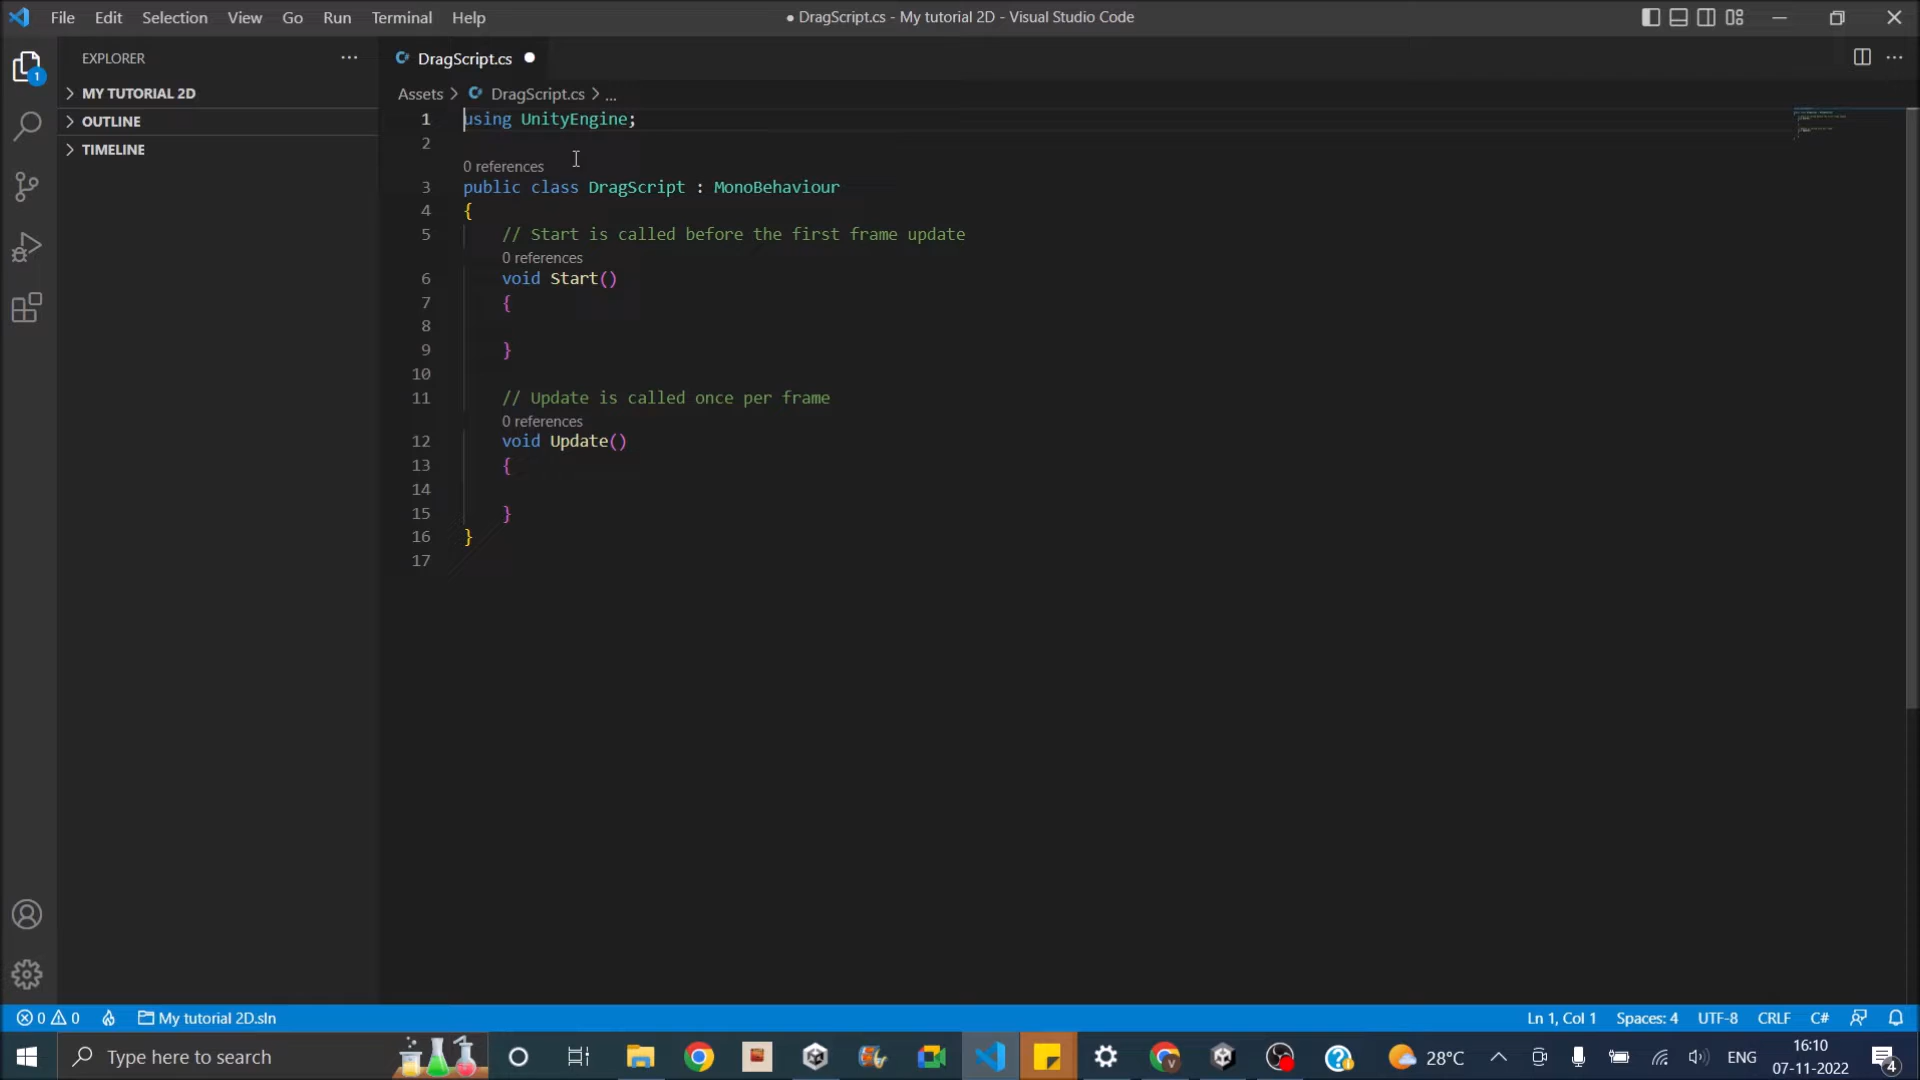 File Edit Selection View Go Run Terminal Help
● DragScript.cs - My tutorial 2D - Visual Studio Code
EXPLORER
DragScript.cs
1
MY TUTORIAL 2D
OUTLINE
TIMELINE
Assets > DragScript.cs > ...
1 using UnityEngine;
2
0 references
3 public class DragScript : MonoBehaviour
4 {
5 // Start is called before the first frame update
0 references
6 void Start()
7 {
8
9 }
10
11 // Update is called once per frame
0 references
12 void Update()
13 {
14
15 }
16 }
17
0 0 My tutorial 2D.sln
Ln 1, Col 1 Spaces: 4 UTF-8 CRLF C#
Type here to search
28°C
ENG
16:10
07-11-2022
4